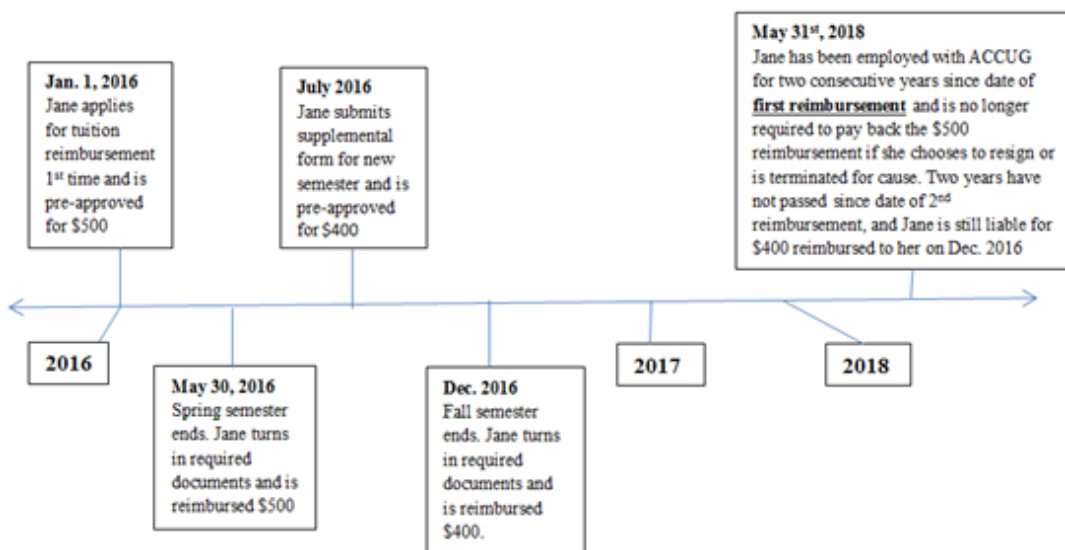 Jan. 1, 2016
Jane applies
for tuition
reimbursement
1st time and is
pre-approved
for $500
July 2016
Jane submits
supplemental
form for new
semester and is
pre-approved
for $400
May 31st, 2018
Jane has been employed with ACCUG
for two consecutive years since date of
first reimbursement and is no longer
required to pay back the $500
reimbursement if she chooses to resign or
is terminated for cause. Two years have
not passed since date of 2nd
reimbursement, and Jane is still liable for
$400 reimbursed to her on Dec. 2016
2016
May 30, 2016
Spring semester
ends. Jane turns
in required
documents and is
reimbursed $500
Dec. 2016
Fall semester
ends. Jane turns
in required
documents and
is reimbursed
$400.
2017
2018